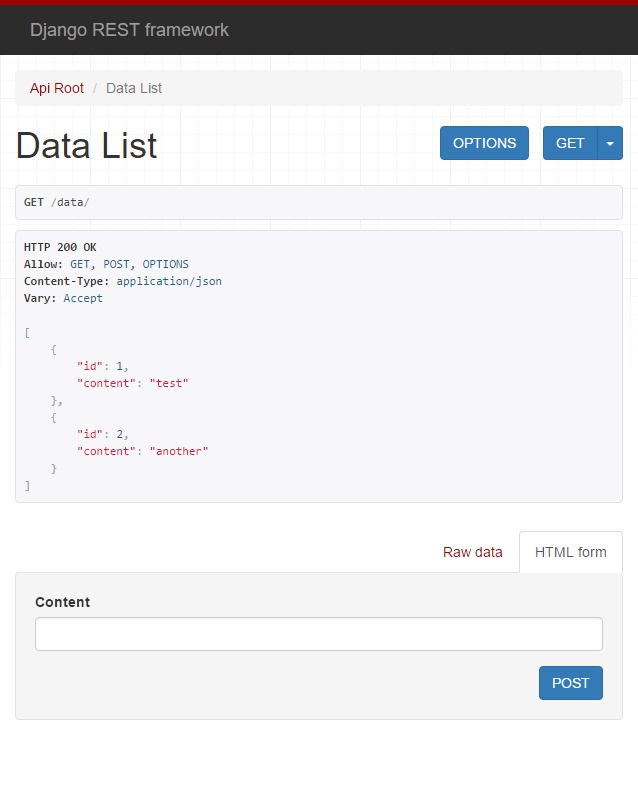 Django REST framework
Api Root / Data List
Data List
OPTIONS GET
GET /data/
HTTP 200 OK
Allow: GET, POST, OPTIONS
Content-Type: application/json
Vary: Accept
[
    {
        "id": 1,
        "content": "test"
    },
    {
        "id": 2,
        "content": "another"
    }
]
Raw data HTML form
Content
POST